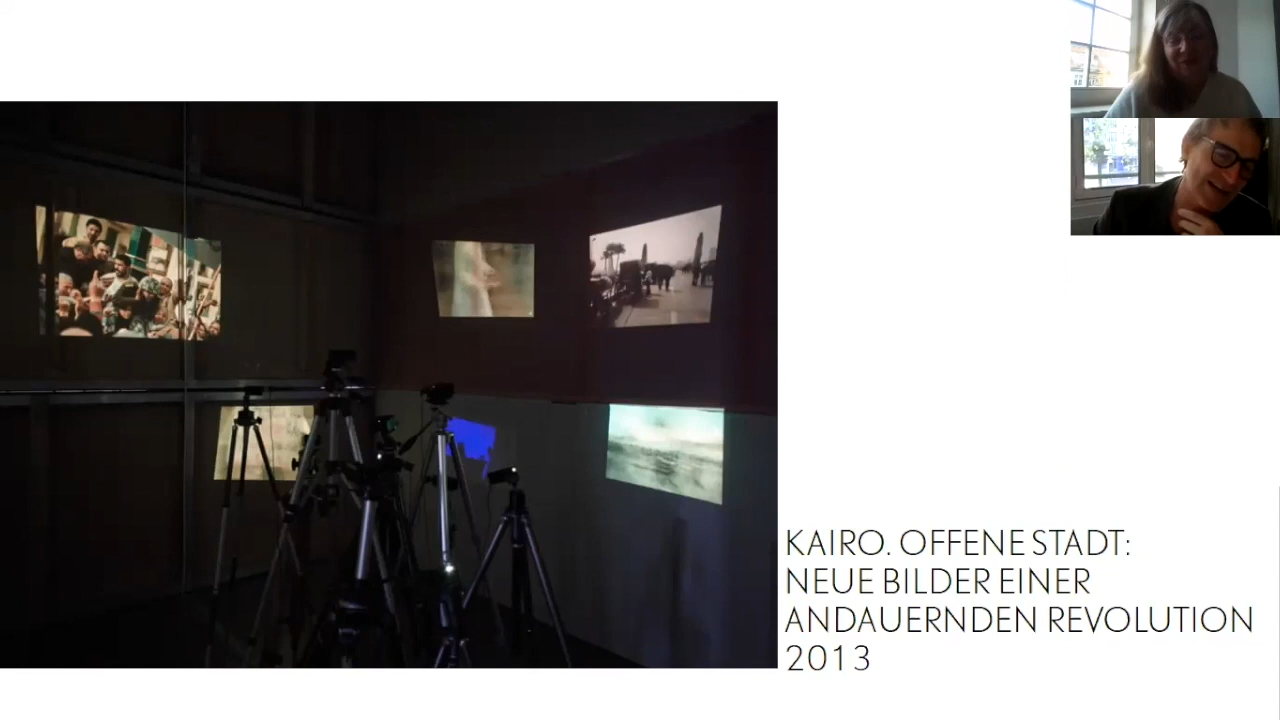 KAIRO. OFFENE STADT:
NEUE BILDER EINER
ANDAUERNDEN REVOLUTION
2013